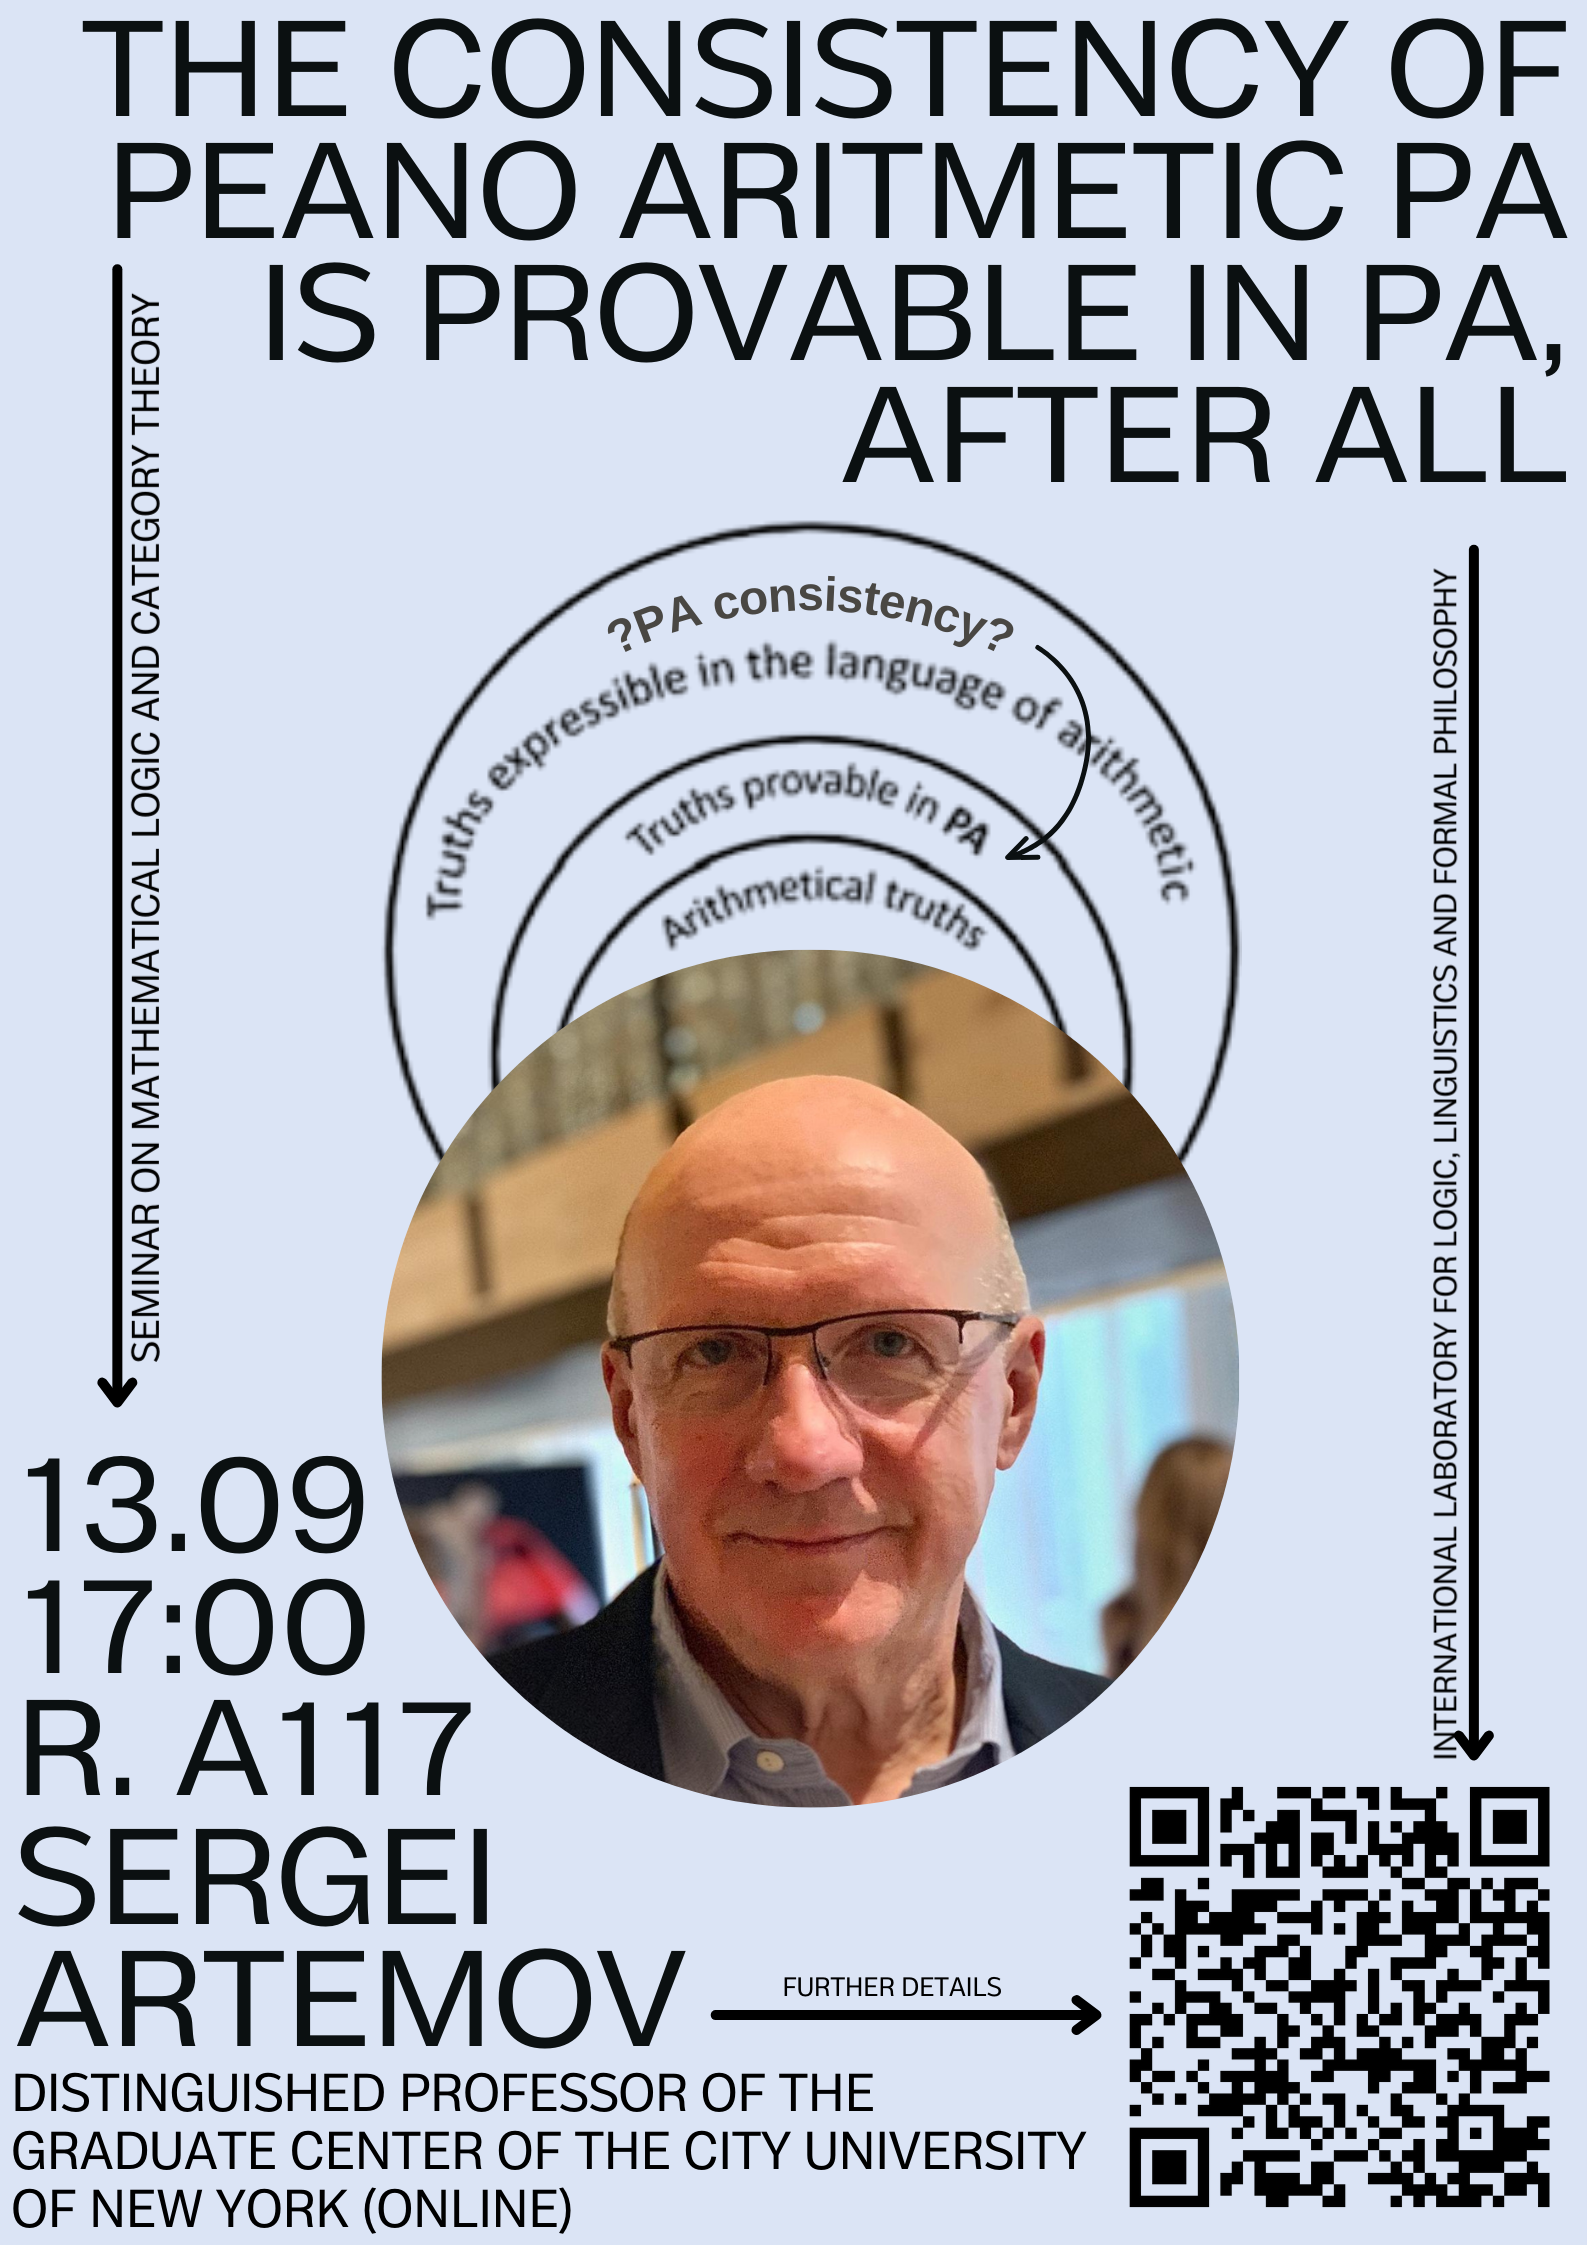 THE CONSISTENCY OF
PEANO ARITMETIC PA
IS PROVABLE IN PA,
AFTER ALL
SEMINAR ON MATHEMATICAL LOGIC AND CATEGORY THEORY
INTERNATIONAL LABORATORY FOR LOGIC, LINGUISTICS AND FORMAL PHILOSOPHY
?PA consistency?
Truths expressible in the language of arithmetic
Truths provable in PA
Arithmetical truths
13.09
17:00
R. A117
SERGEI
ARTEMOV
FURTHER DETAILS
DISTINGUISHED PROFESSOR OF THE
GRADUATE CENTER OF THE CITY UNIVERSITY
OF NEW YORK (ONLINE)